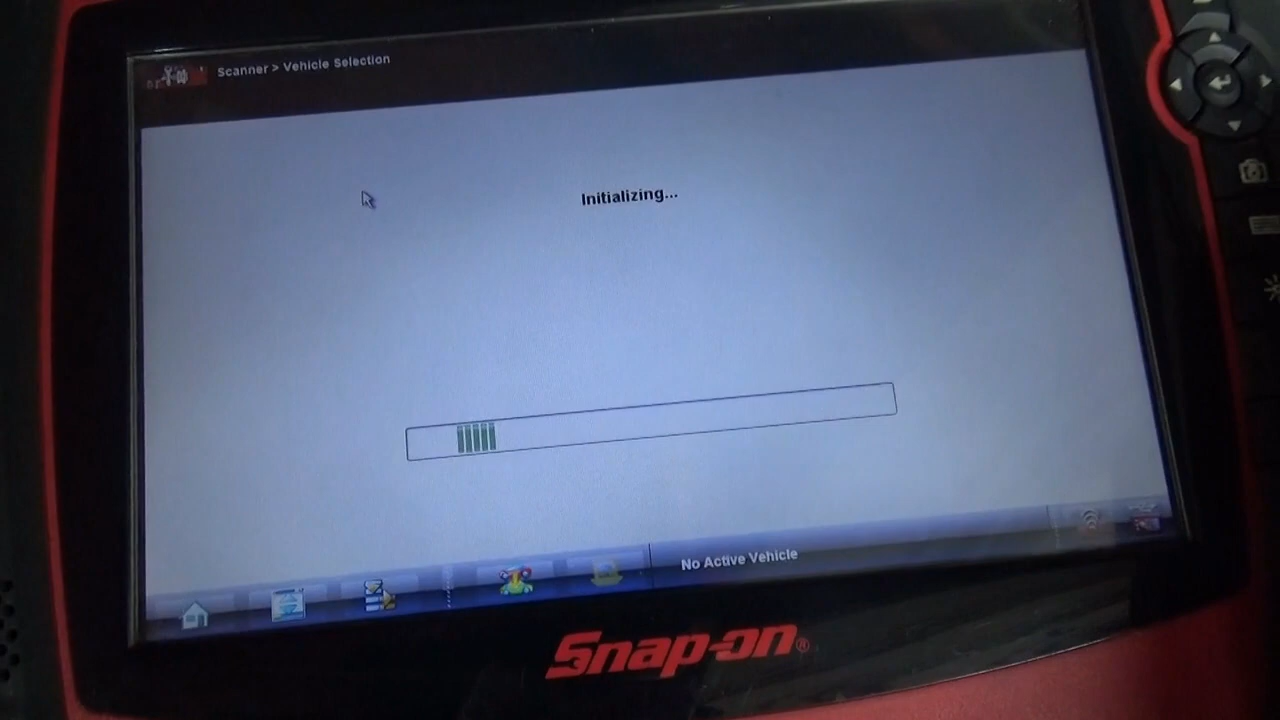 Scanner > Vehicle Selection
Initializing...
No Active Vehicle
Snap-on®